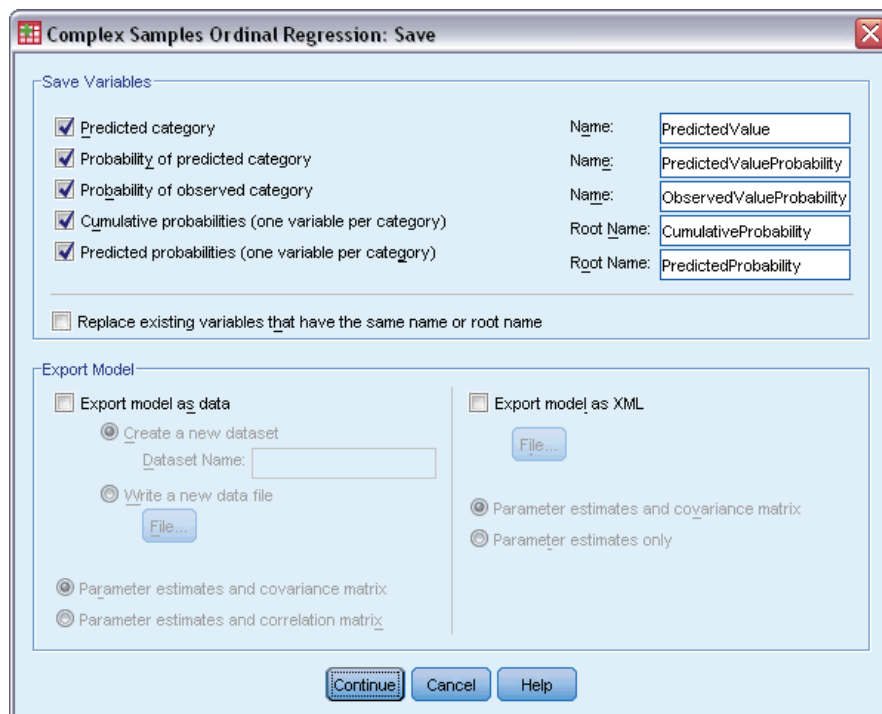 Complex Samples Ordinal Regression: Save
Save Variables
Predicted category Name: PredictedValue
Probability of predicted category Name: PredictedValueProbability
Probability of observed category Name: ObservedValueProbability
Cumulative probabilities (one variable per category) Root Name: CumulativeProbability
Predicted probabilities (one variable per category) Root Name: PredictedProbability
Replace existing variables that have the same name or root name
Export Model
Export model as data
Create a new dataset
Dataset Name:
Write a new data file
File...
Parameter estimates and covariance matrix
Parameter estimates and correlation matrix
Export model as XML
File...
Parameter estimates and covariance matrix
Parameter estimates only
Continue Cancel Help